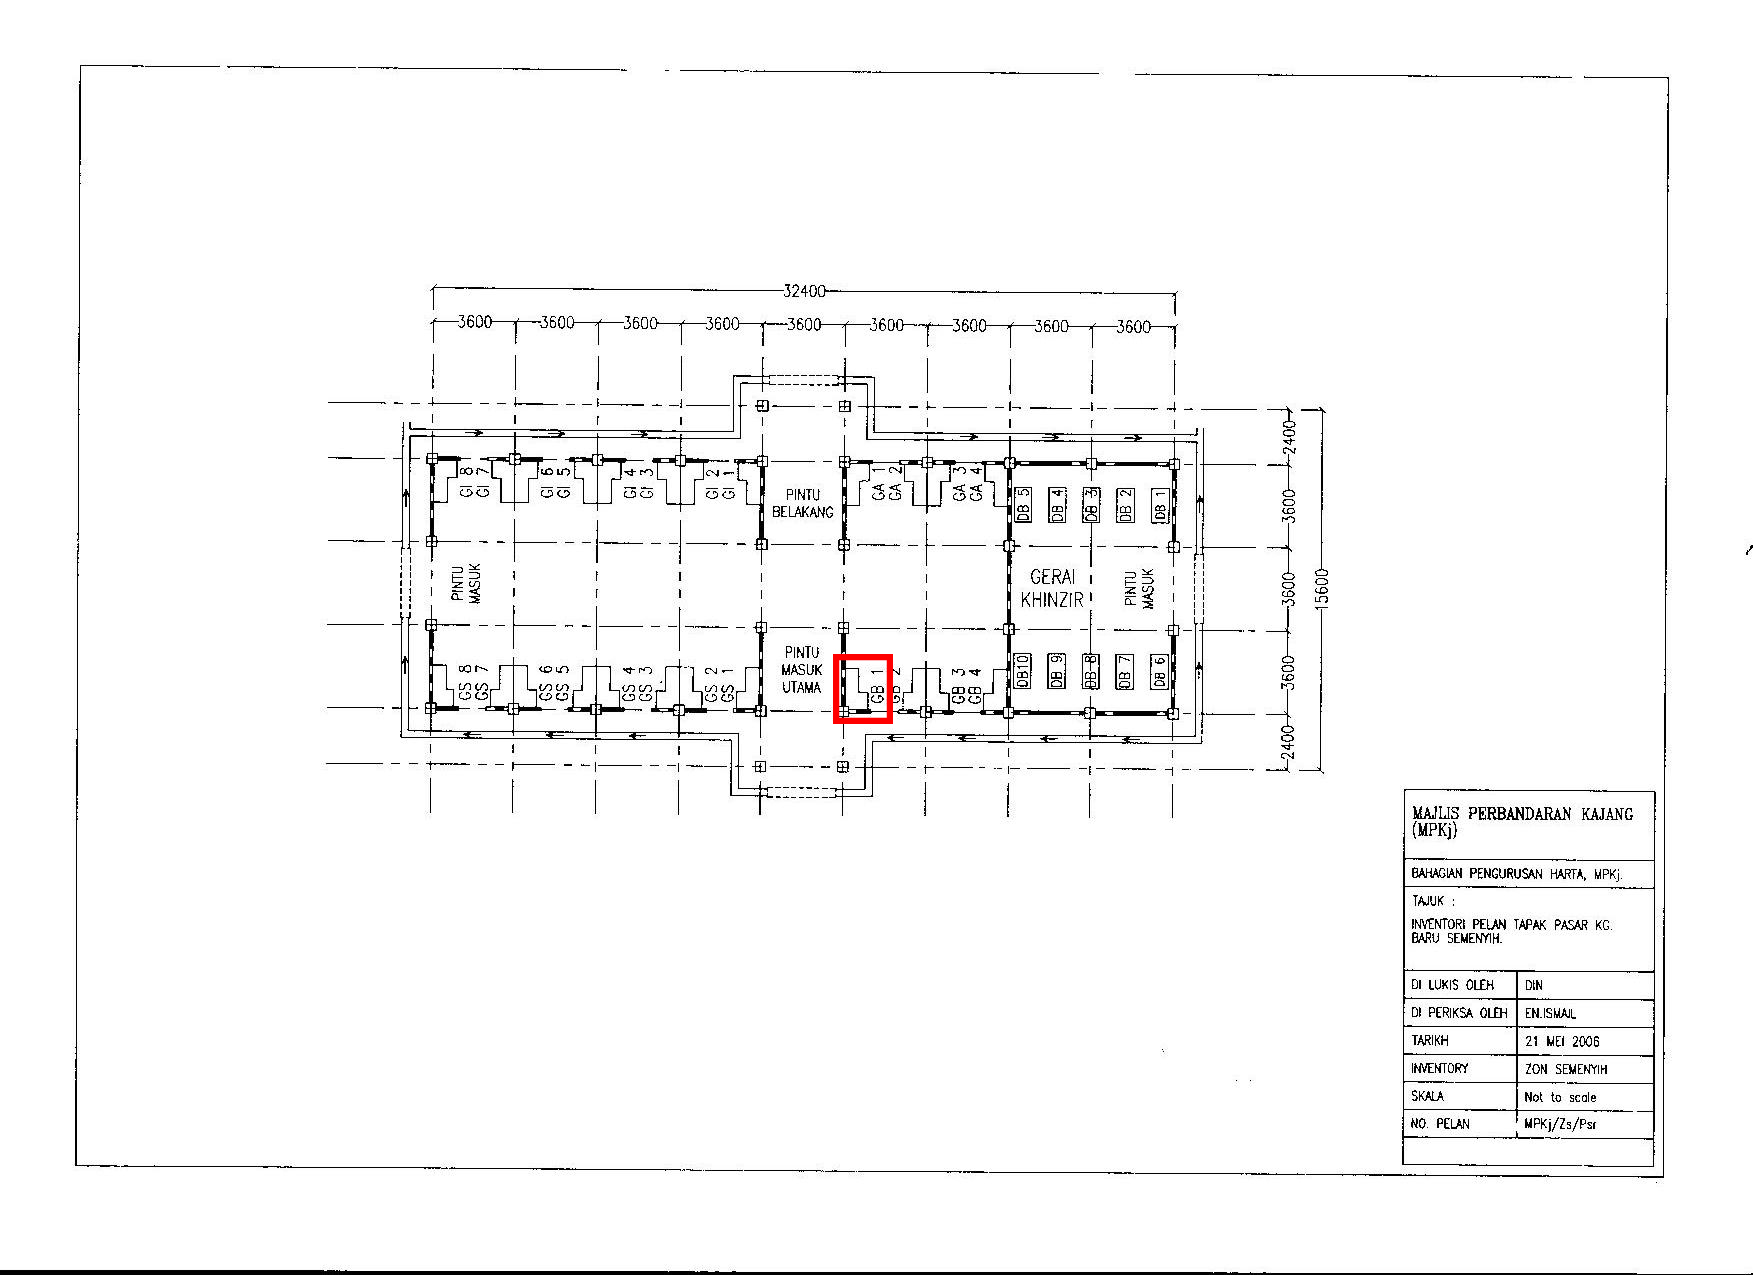 32400
3600 3600 3600 3600 3600 3600 3600 3600 3600
2400
3600
3600
3600
2400
15600
GI 8
GI 7
GI 6
GI 5
GI 4
GI 3
GI 2
GI 1
PINTU
BELAKANG
GA 1
GA 2
GA 3
GA 4
DB 5
DB 4
DB 3
DB 2
DB 1
PINTU
MASUK
GERAI
KHINZIR
PINTU
MASUK
GS 8
GS 7
GS 6
GS 5
GS 4
GS 3
GS 2
GS 1
PINTU
MASUK
UTAMA
GB 1
GB 2
GB 3
GB 4
DB10
DB 9
DB 8
DB 7
DB 6
MAJLIS PERBANDARAN KAJANG
(MPKj)
BAHAGIAN PENGURUSAN HARTA, MPKj.
TAJUK :
INVENTORI PELAN TAPAK PASAR KG.
BARU SEMENYIH.
DI LUKIS OLEH DIN
DI PERIKSA OLEH EN.ISMAIL
TARIKH 21 MEI 2006
INVENTORY ZON SEMENYIH
SKALA Not to scale
NO. PELAN MPKj/Zs/Psr